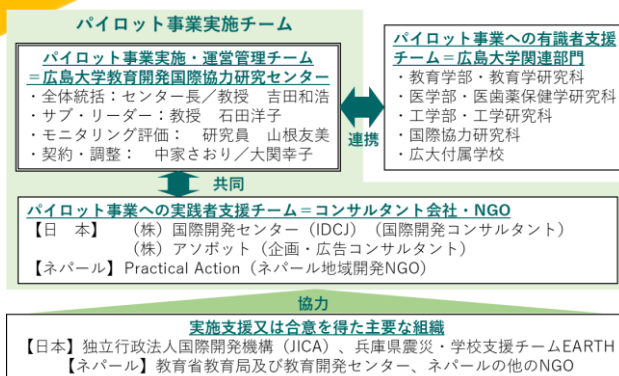 パイロット事業実施チーム
パイロット事業実施・運営管理チーム
=広島大学教育開発国際協力研究センター
・全体統括：センター長／教授　吉田和浩
・サブ・リーダー：教授　石田洋子
・モニタリング評価：　研究員　山根友美
・契約・調整：　中家さおり／大関幸子
連携
パイロット事業への有識者支援
チーム＝広島大学関連部門
・教育学部・教育学研究科
・医学部・医歯薬保健学研究科
・工学部・工学研究科
・国際協力研究科
・広大付属学校
共同
パイロット事業への実践者支援チーム＝コンサルタント会社・NGO
【日　本】　（株）国際開発センター（IDCJ）（国際開発コンサルタント）
（株）アソボット（企画・広告コンサルタント）
【ネパール】Practical Action（ネパール地域開発NGO）
協力
実施支援又は合意を得た主要な組織
【日本】独立行政法人国際開発機構（JICA）、兵庫県震災・学校支援チームEARTH
【ネパール】教育省教育局及び教育開発センター、ネパールの他のNGO